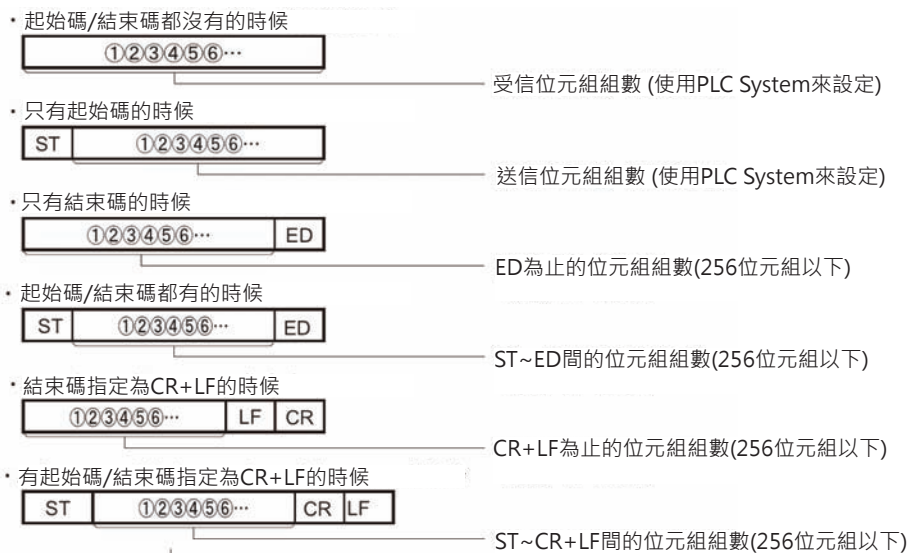 ・起始碼/結束碼都沒有的時候
①②③④⑤⑥…
受信位元組組數 (使用PLC System來設定)
・只有起始碼的時候
ST ①②③④⑤⑥…
送信位元組組數 (使用PLC System來設定)
・只有結束碼的時候
①②③④⑤⑥… ED
ED為止的位元組組數(256位元組以下)
・起始碼/結束碼都有的時候
ST ①②③④⑤⑥… ED
ST~ED間的位元組組數(256位元組以下)
・結束碼指定為CR+LF的時候
①②③④⑤⑥… LF CR
CR+LF為止的位元組組數(256位元組以下)
・有起始碼/結束碼指定為CR+LF的時候
ST ①②③④⑤⑥… CR LF
ST~CR+LF間的位元組組數(256位元組以下)